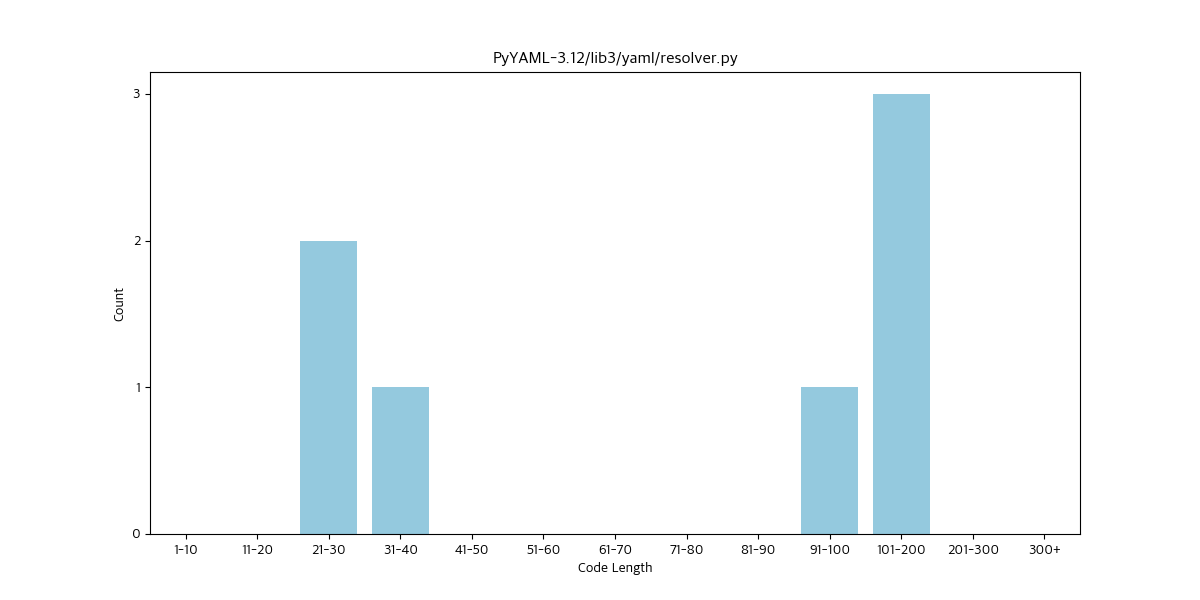 PyYAML-3.12/lib3/yaml/resolver.py
Count
3
2
1
0
1-10 11-20 21-30 31-40 41-50 51-60 61-70 71-80 81-90 91-100 101-200 201-300 300+
Code Length